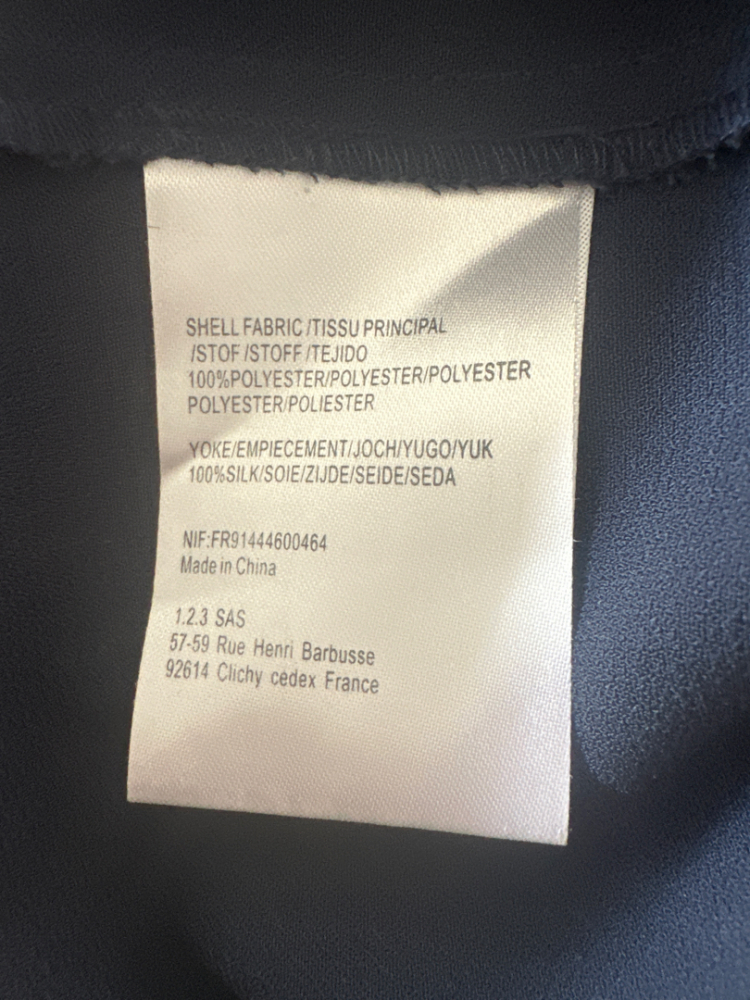 SHELL FABRIC/TISSU PRINCIPAL
/STOF/STOFF/TEJIDO
100%POLYESTER/POLYESTER/POLYESTER
POLYESTER/POLIESTER
YOKE/EMPIECEMENT/JOCH/YUGO/YUK
100%SILK/SOIE/ZIJDE/SEIDE/SEDA
NIF:FR91444600464
Made in China
1.2.3 SAS
57-59 Rue Henri Barbusse
92614 Clichy cedex France